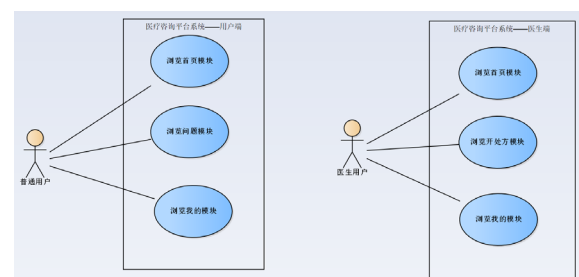 医疗咨询平台系统——用户端
浏览首页模块
浏览问题模块
浏览我的模块
普通用户
医疗咨询平台系统——医生端
浏览首页模块
浏览开处方模块
浏览我的模块
医生用户